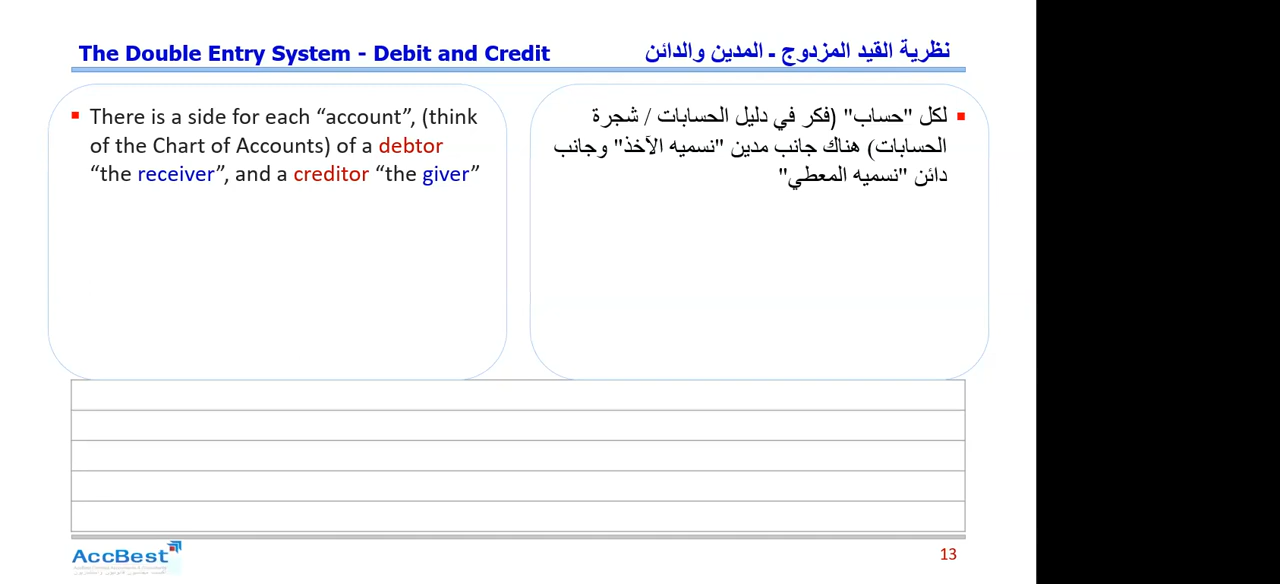 The Double Entry System - Debit and Credit
نظرية القيد المزدوج - المدين والدائن
▪ There is a side for each “account”, (think
of the Chart of Accounts) of a debtor
“the receiver”, and a creditor “the giver”
▪ لكل "حساب" (فكر في دليل الحسابات / شجرة
الحسابات) هناك جانب مدين "نسميه الآخذ" وجانب
دائن "نسميه المعطي"
AccBest
13